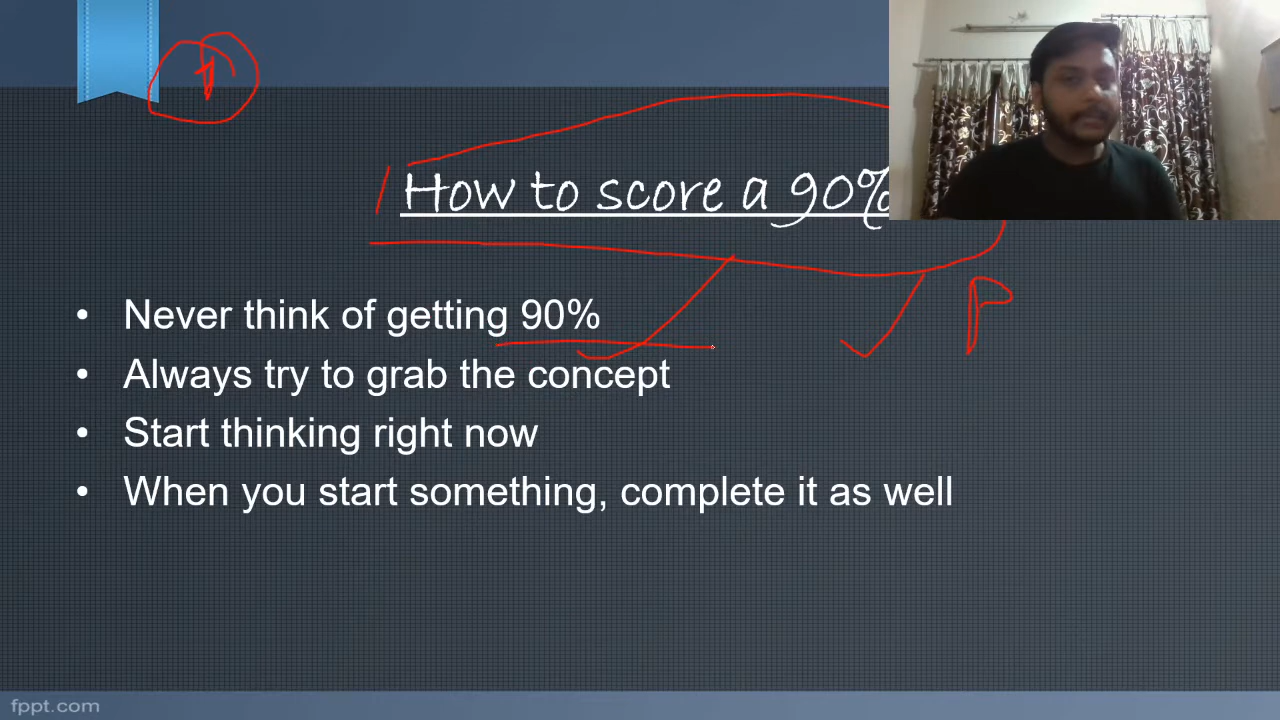 How to score a 90%
P
• Never think of getting 90%
• Always try to grab the concept
• Start thinking right now
• When you start something, complete it as well
fppt.com